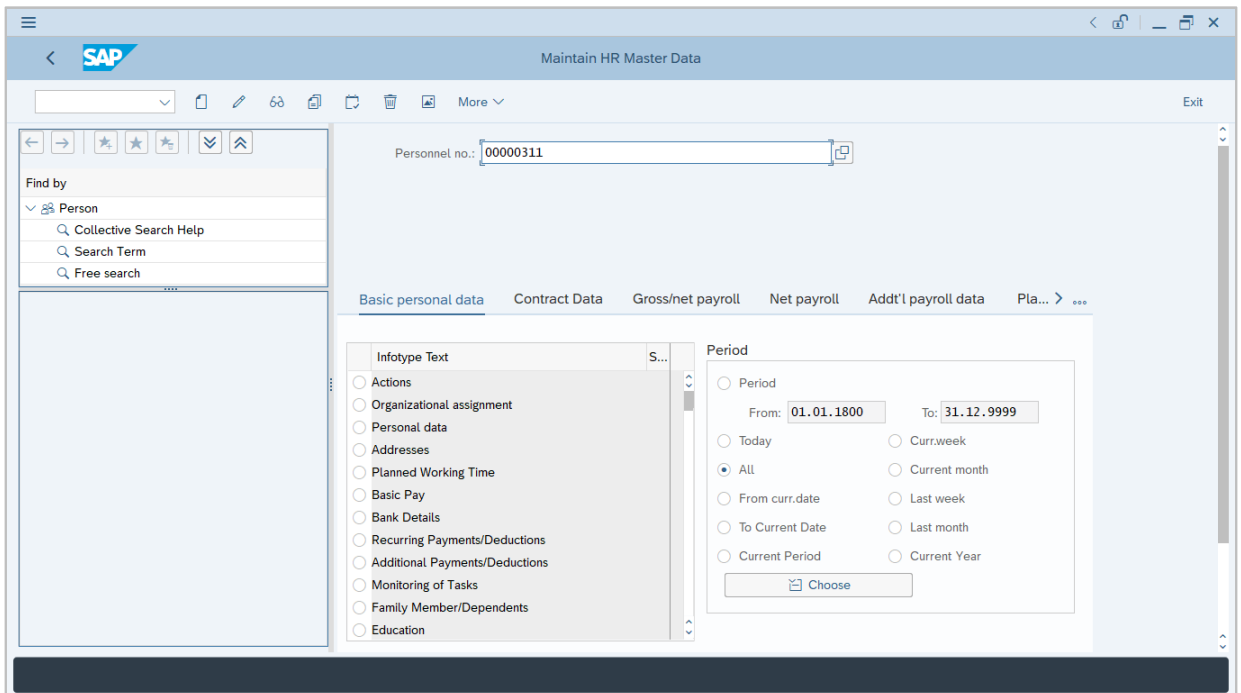 SAP
Maintain HR Master Data
More
Exit
Personnel no.: 00000311
Find by
Person
Collective Search Help
Search Term
Free search
Basic personal data Contract Data Gross/net payroll Net payroll Addt'l payroll data Pla...
Infotype Text S...
Actions
Organizational assignment
Personal data
Addresses
Planned Working Time
Basic Pay
Bank Details
Recurring Payments/Deductions
Additional Payments/Deductions
Monitoring of Tasks
Family Member/Dependents
Education
Period
Period
From: 01.01.1800 To: 31.12.9999
Today Curr.week
All Current month
From curr.date Last week
To Current Date Last month
Current Period Current Year
Choose